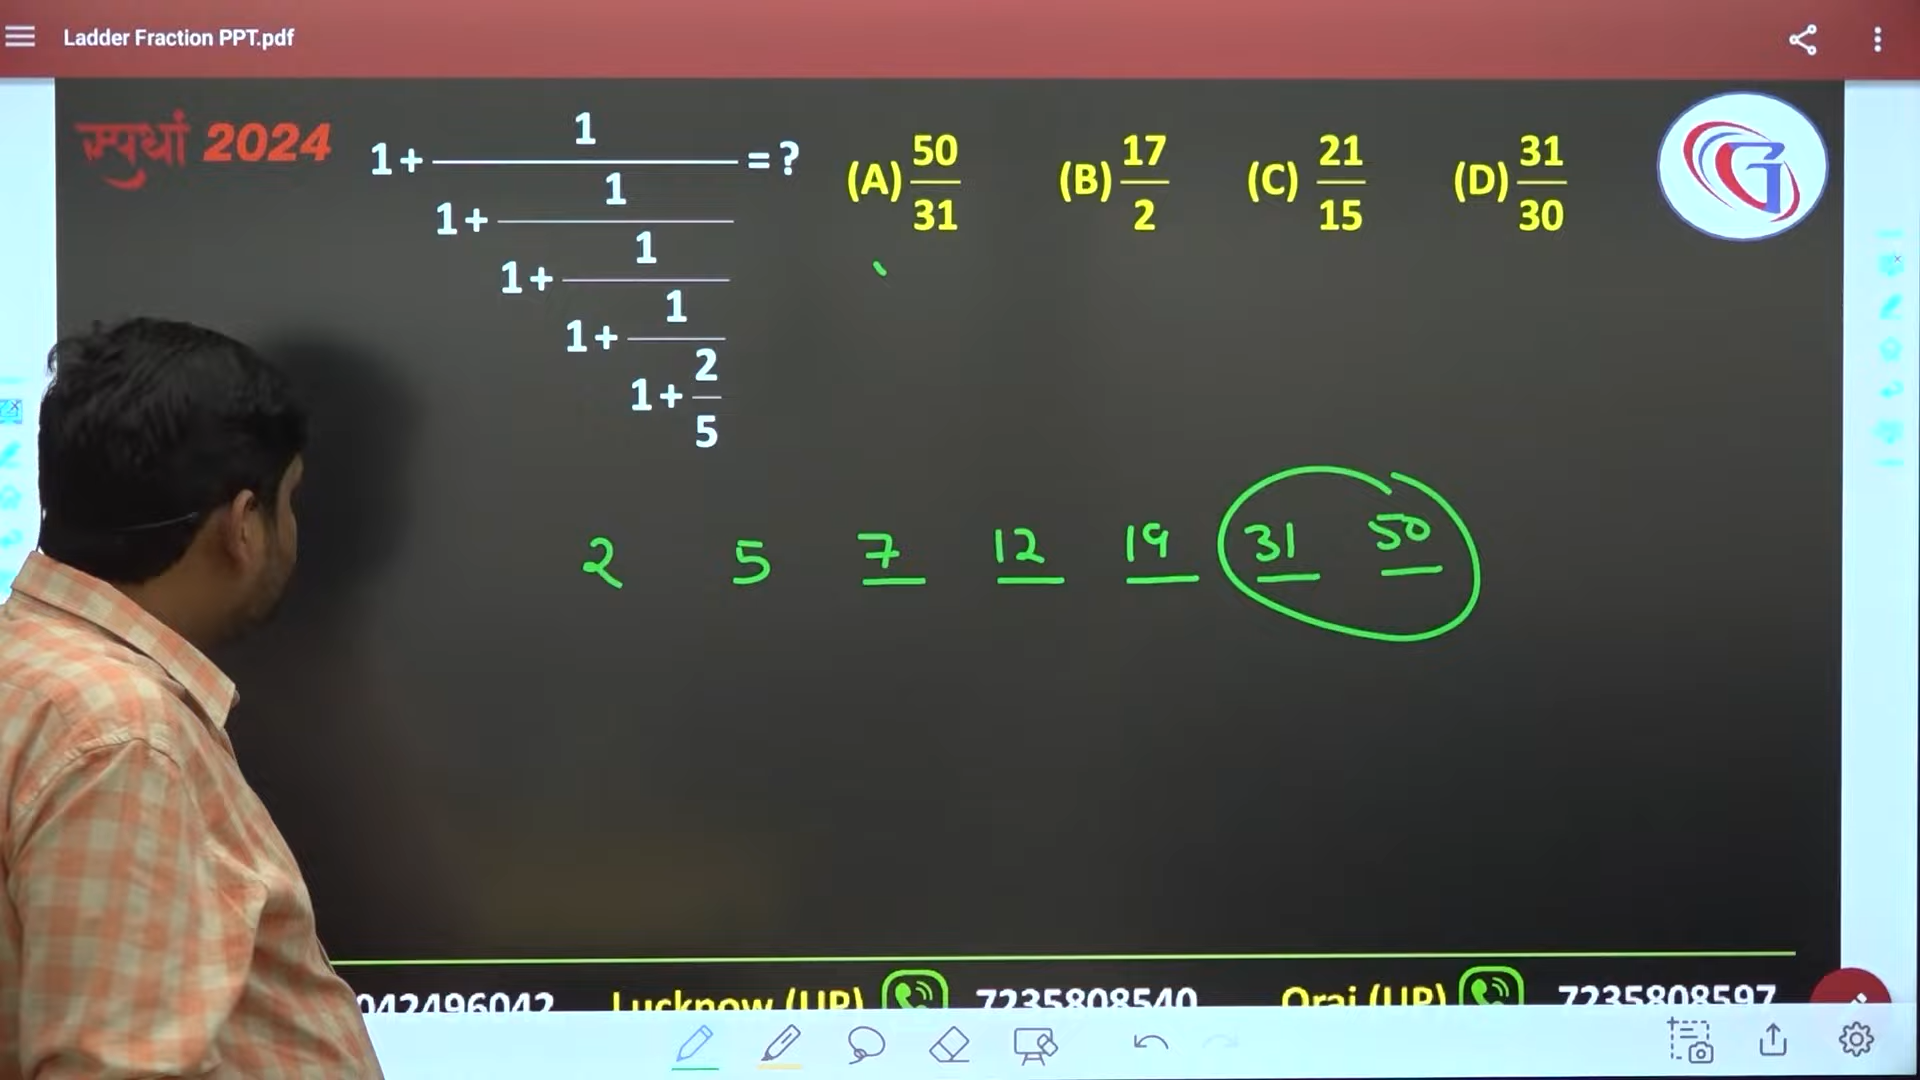 Ladder Fraction PPT.pdf
स्पर्धा 2024
1+ 1 = ?
1+ 1
1+ 1
1+ 1
1+ 2
5
(A) 50/31 (B) 17/2 (C) 21/15 (D) 31/30
2 5 7 12 19 31 50
042496042 Lucknow (UP) 7235808540 Orai (UP) 7235808597